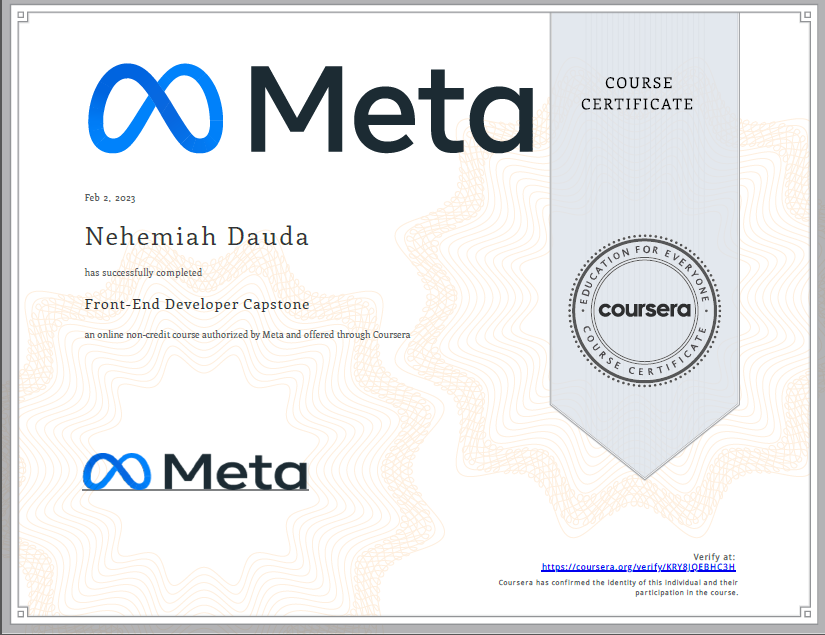 Meta
COURSE
CERTIFICATE
Feb 2, 2023
Nehemiah Dauda
has successfully completed
Front-End Developer Capstone
an online non-credit course authorized by Meta and offered through Coursera
EDUCATION FOR EVERYONE
coursera
COURSE CERTIFICATE
Meta
Verify at:
https://coursera.org/verify/KRY8JQEBHC3H
Coursera has confirmed the identity of this individual and their
participation in the course.